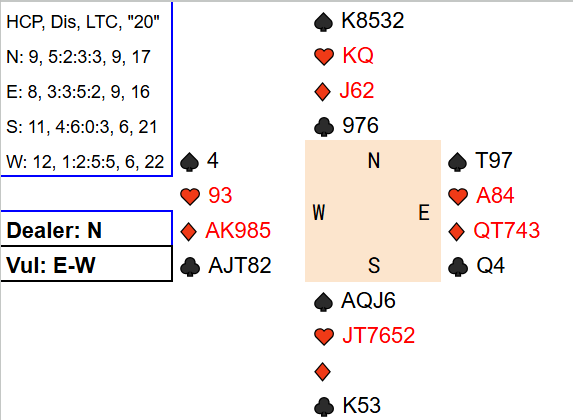 HCP, Dis, LTC, "20"
N: 9, 5:2:3:3, 9, 17
E: 8, 3:3:5:2, 9, 16
S: 11, 4:6:0:3, 6, 21
W: 12, 1:2:5:5, 6, 22
Dealer: N
Vul: E-W
♠ K8532
♥ KQ
♦ J62
♣ 976
♠ 4
♥ 93
♦ AK985
♣ AJT82
N
W E
S
♠ T97
♥ A84
♦ QT743
♣ Q4
♠ AQJ6
♥ JT7652
♦
♣ K53